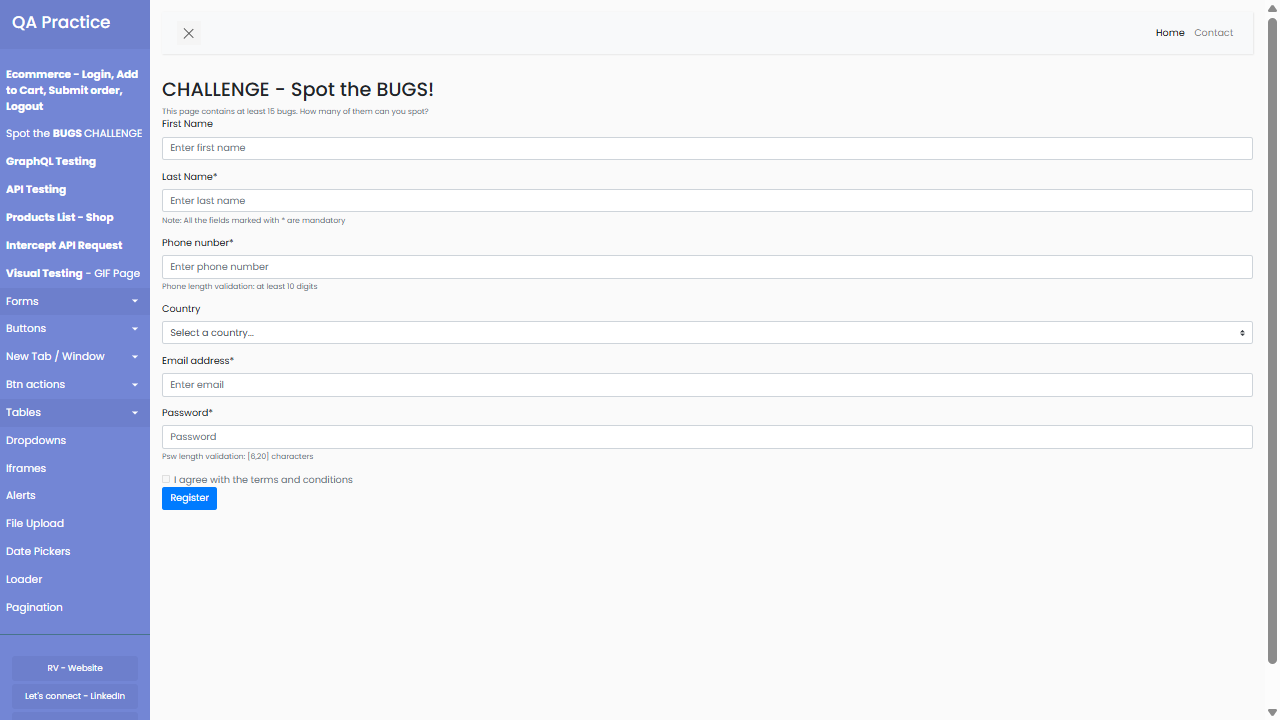 QA Practice
Ecommerce - Login, Add
to Cart, Submit order,
Logout
Spot the BUGS CHALLENGE
GraphQL Testing
API Testing
Products List - Shop
Intercept API Request
Visual Testing - GIF Page
Forms
Buttons
New Tab / Window
Btn actions
Tables
Dropdowns
Iframes
Alerts
File Upload
Date Pickers
Loader
Pagination
RV - Website
Let's connect - LinkedIn
Home Contact
CHALLENGE - Spot the BUGS!
This page contains at least 15 bugs. How many of them can you spot?
First Name
Enter first name
Last Name*
Enter last name
Note: All the fields marked with * are mandatory
Phone nunber*
Enter phone number
Phone length validation: at least 10 digits
Country
Select a country...
Email address*
Enter email
Password*
Password
Psw length validation: [6,20] characters
I agree with the terms and conditions
Register